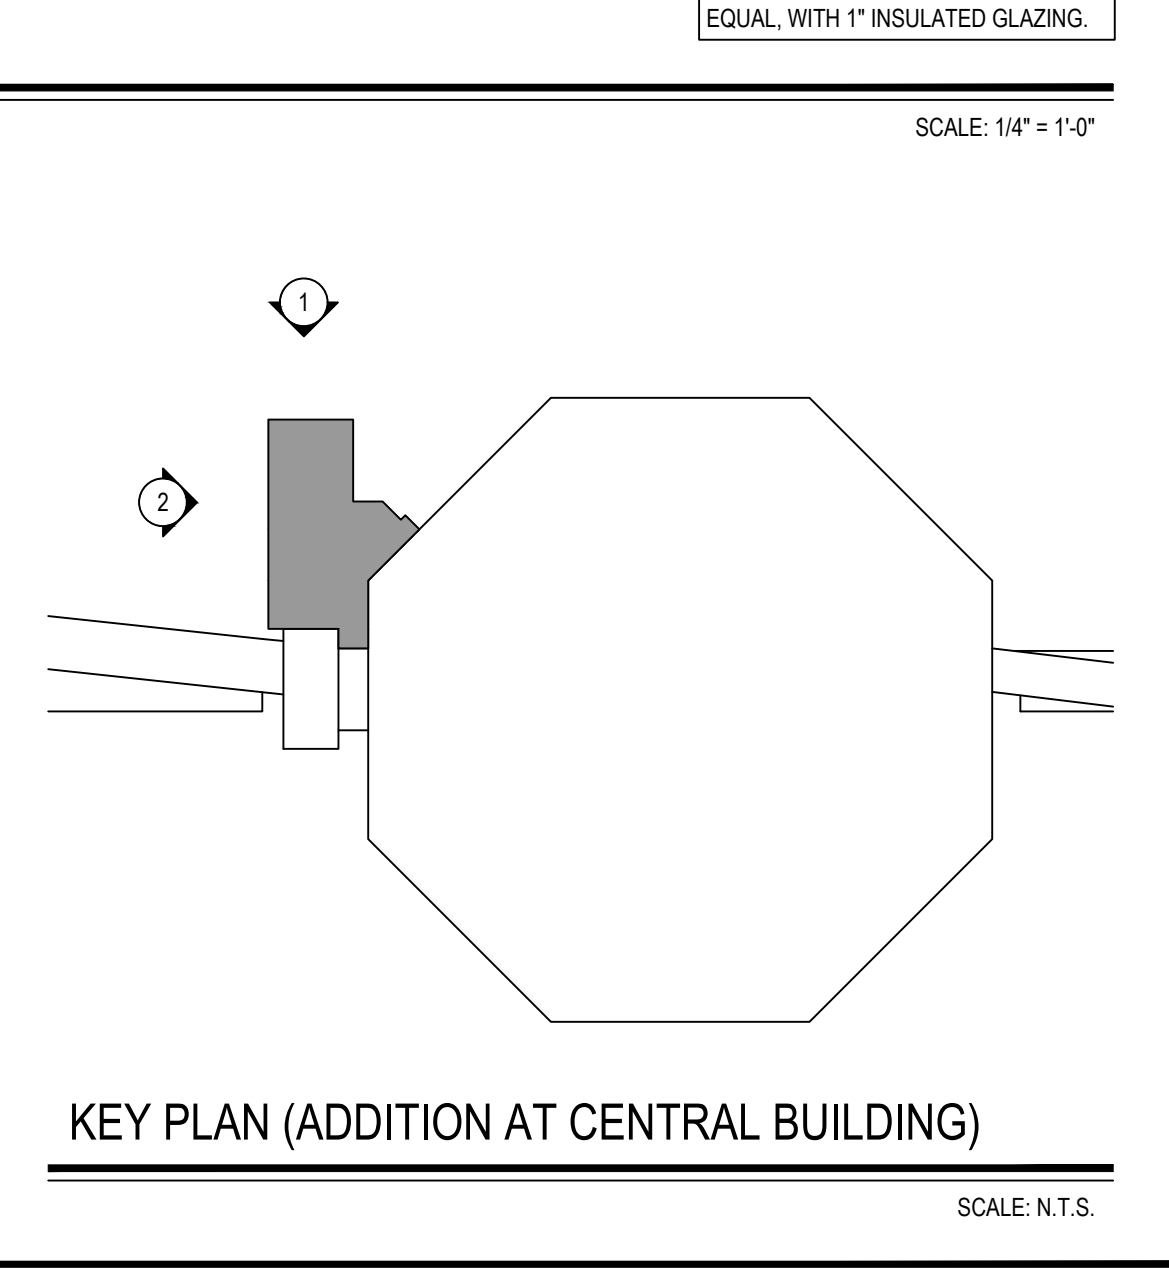 EQUAL, WITH 1" INSULATED GLAZING.
SCALE: 1/4" = 1'-0"
1
2
KEY PLAN (ADDITION AT CENTRAL BUILDING)
SCALE: N.T.S.